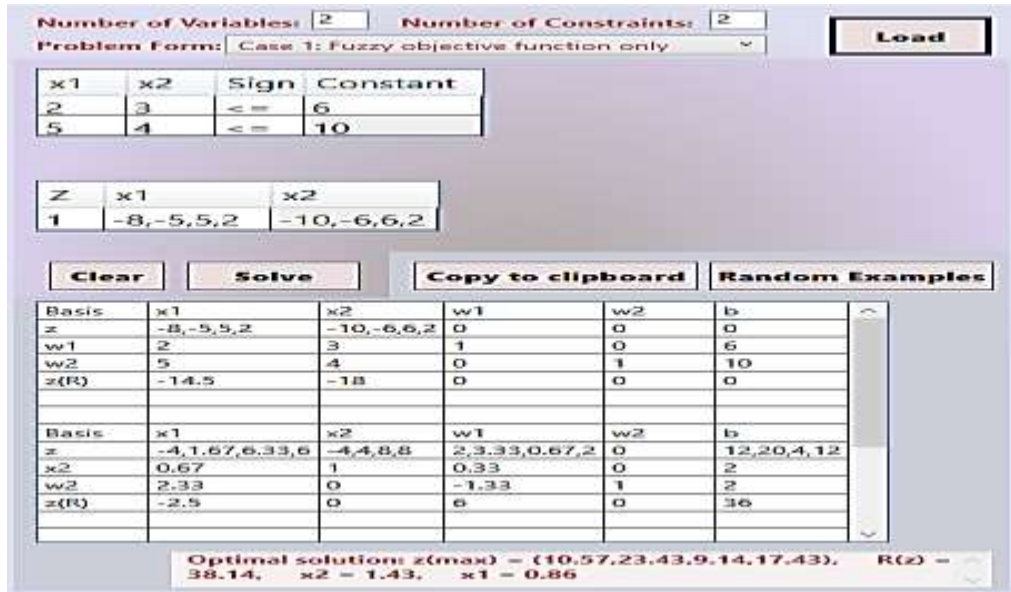 Number of Variables: 2 Number of Constraints: 2
Problem Form: Case 1: Fuzzy objective function only
Load
x1 x2 Sign Constant
2 3 <= 6
5 4 <= 10
Z x1 x2
1 -8,-5,5,2 -10,-6,6,2
Clear Solve Copy to clipboard Random Examples
Basis x1 x2 w1 w2 b
z -8,-5,5,2 -10,-6,6,2 0 0 0
w1 2 3 1 0 6
w2 5 4 0 1 10
z(R) -14.5 -18 0 0 0
Basis x1 x2 w1 w2 b
z -4,1.67,6.33,6 -4,4,8,8 2,3.33,0.67,2 0 12,20,4,12
x2 0.67 1 0.33 0 2
w2 2.33 0 -1.33 1 2
z(R) -2.5 0 6 0 36
Optimal solution: z(max) = (10.57,23.43,9.14,17.43), R(z) =
38.14, x2 = 1.43, x1 = 0.86